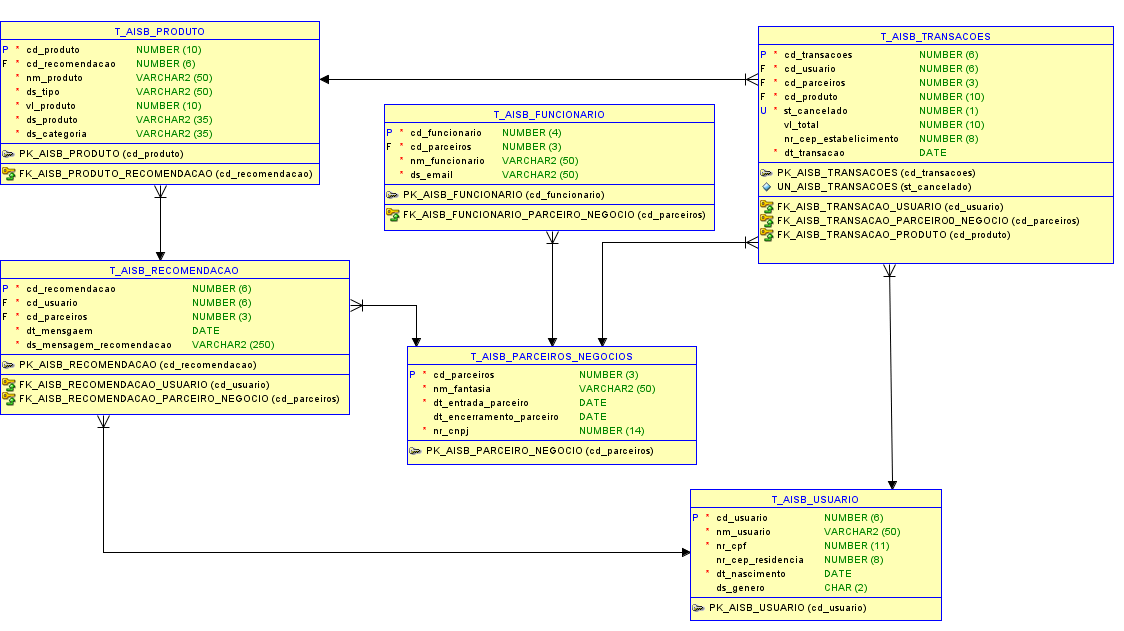 T_AISB_PRODUTO
P * cd_produto NUMBER (10)
F * cd_recomendacao NUMBER (6)
* nm_produto VARCHAR2 (50)
* ds_tipo VARCHAR2 (50)
* vl_produto NUMBER (10)
* ds_produto VARCHAR2 (35)
* ds_categoria VARCHAR2 (35)
PK_AISB_PRODUTO (cd_produto)
FK_AISB_PRODUTO_RECOMENDACAO (cd_recomendacao)
T_AISB_FUNCIONARIO
P * cd_funcionario NUMBER (4)
F * cd_parceiros NUMBER (3)
* nm_funcionario VARCHAR2 (50)
* ds_email VARCHAR2 (50)
PK_AISB_FUNCIONARIO (cd_funcionario)
FK_AISB_FUNCIONARIO_PARCEIRO_NEGOCIO (cd_parceiros)
T_AISB_TRANSACOES
P * cd_transacoes NUMBER (6)
F * cd_usuario NUMBER (6)
F * cd_parceiros NUMBER (3)
F * cd_produto NUMBER (10)
U * st_cancelado NUMBER (1)
vl_total NUMBER (10)
nr_cep_estabelicimento NUMBER (8)
* dt_transacao DATE
PK_AISB_TRANSACOES (cd_transacoes)
UN_AISB_TRANSACOES (st_cancelado)
FK_AISB_TRANSACAO_USUARIO (cd_usuario)
FK_AISB_TRANSACAO_PARCEIROO_NEGOCIO (cd_parceiros)
FK_AISB_TRANSACAO_PRODUTO (cd_produto)
T_AISB_RECOMENDACAO
P * cd_recomendacao NUMBER (6)
F * cd_usuario NUMBER (6)
F * cd_parceiros NUMBER (3)
* dt_mensgaem DATE
* ds_mensagem_recomendacao VARCHAR2 (250)
PK_AISB_RECOMENDACAO (cd_recomendacao)
FK_AISB_RECOMENDACAO_USUARIO (cd_usuario)
FK_AISB_RECOMENDACAO_PARCEIRO_NEGOCIO (cd_parceiros)
T_AISB_PARCEIROS_NEGOCIOS
P * cd_parceiros NUMBER (3)
* nm_fantasia VARCHAR2 (50)
* dt_entrada_parceiro DATE
dt_encerramento_parceiro DATE
* nr_cnpj NUMBER (14)
PK_AISB_PARCEIRO_NEGOCIO (cd_parceiros)
T_AISB_USUARIO
P * cd_usuario NUMBER (6)
* nm_usuario VARCHAR2 (50)
* nr_cpf NUMBER (11)
nr_cep_residencia NUMBER (8)
* dt_nascimento DATE
ds_genero CHAR (2)
PK_AISB_USUARIO (cd_usuario)